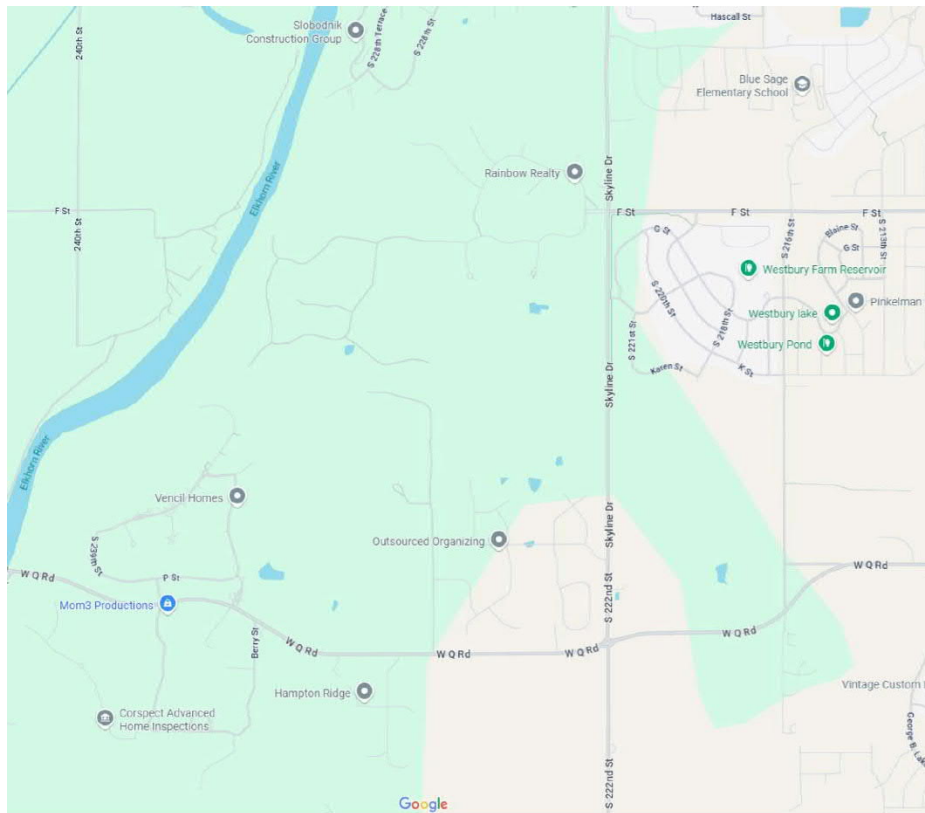 Hascall St
Slobodnik
Construction Group
S 228th Terrace
S 228th St
240th St
Blue Sage
Elementary School
Elkhorn River
Rainbow Realty
Skyline Dr
F St
F St
F St
F St
240th St
S 216th St
S 213th St
Blaine St
G St
G St
Westbury Farm Reservoir
S 220th St
S 218th St
S 221st St
Westbury lake
Pinkelman
Westbury Pond
Karen St
K St
Skyline Dr
Elkhorn River
Vencil Homes
Skyline Dr
Outsourced Organizing
S 239th St
P St
W Q Rd
W Q Rd
Mom3 Productions
S 222nd St
Berry St
W Q Rd
W Q Rd
W Q Rd
W Q Rd
Hampton Ridge
Vintage Custom
Corspect Advanced
Home Inspections
George B. Lake
S 222nd St
Google